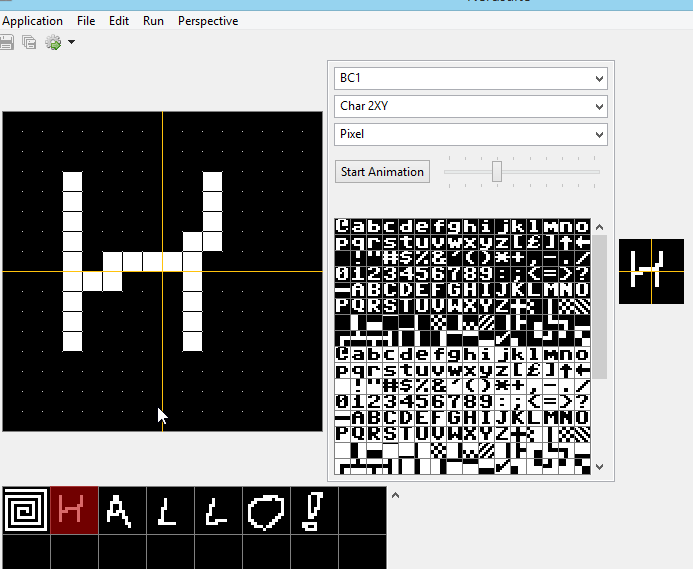 Application File Edit Run Perspective
BC1
Char 2XY
Pixel
Start Animation
@abcdefghijklmno
pqrstuvwxyz[£]↑←
!"#$%&'()*+,-./
0123456789:;<=>?
ABCDEFGHIJKLMNO
PQRSTUVWXYZ
@abcdefghijklmno
pqrstuvwxyz[£]↑←
!"#$%&'()*+,-./
0123456789:;<=>?
ABCDEFGHIJKLMNO
PQRSTUVWXYZ
H
H
H A L L O !